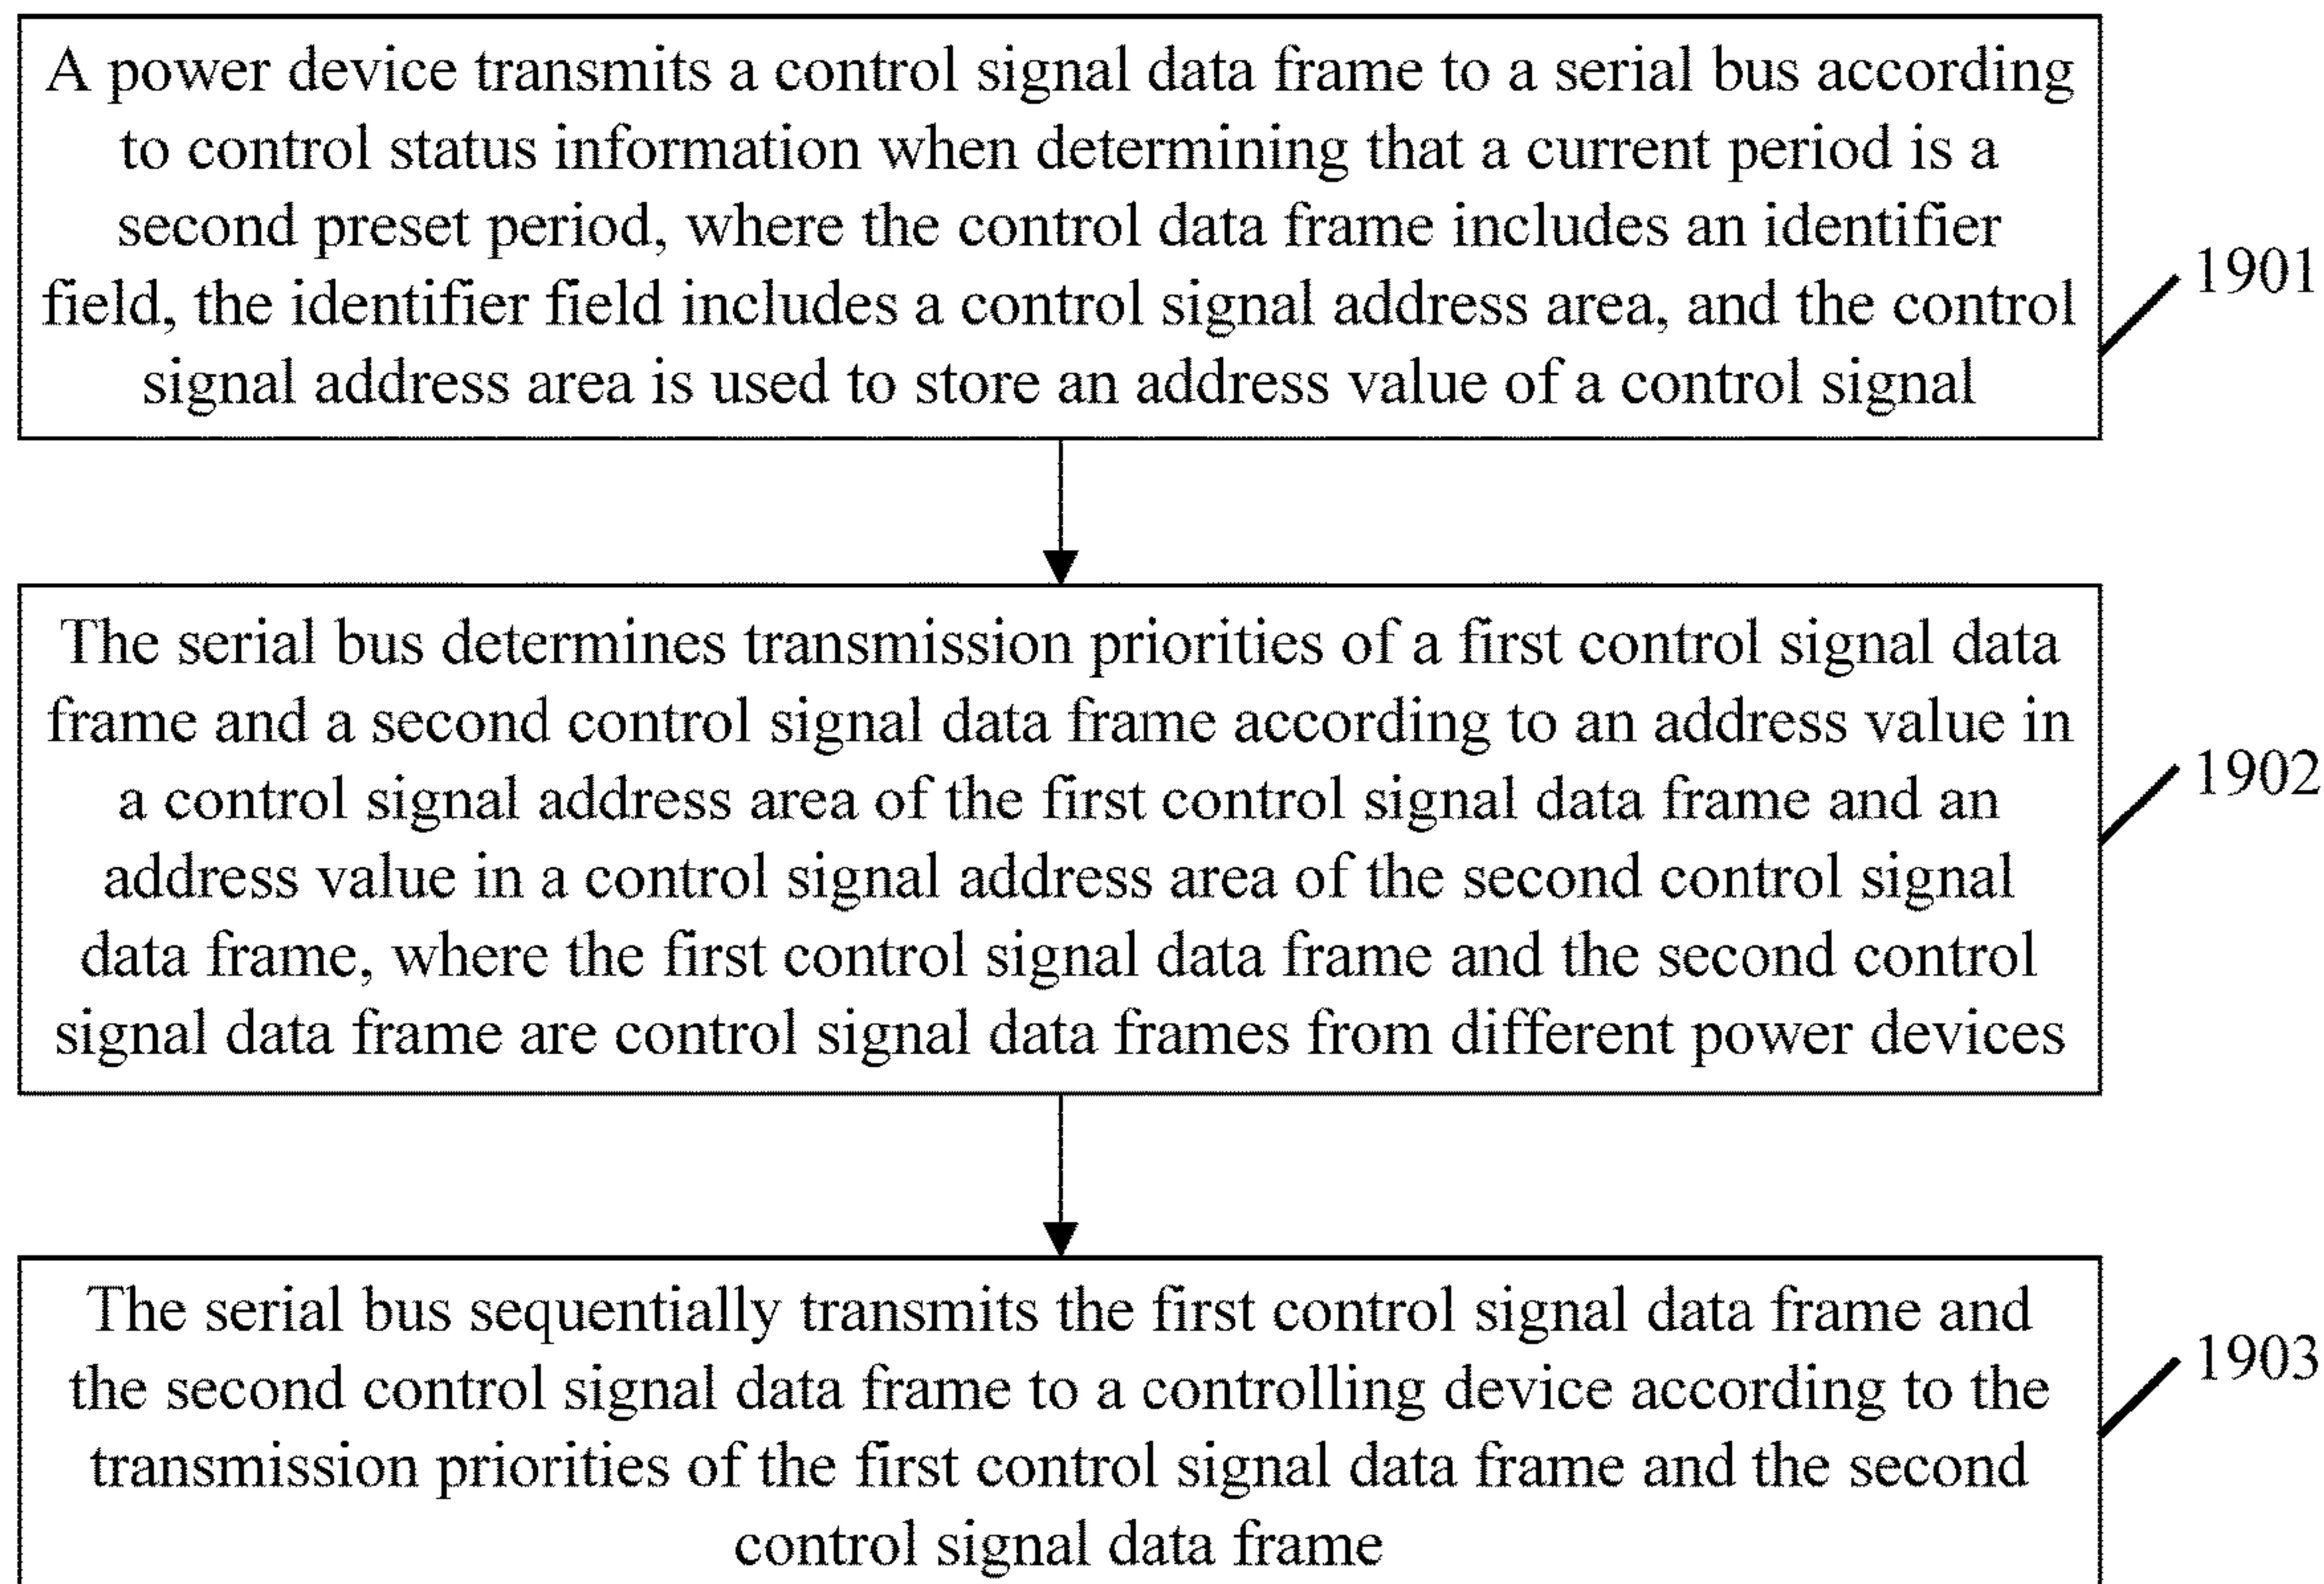 A power device transmits a control signal data frame to a serial bus according
to control status information when determining that a current period is a
second preset period, where the control data frame includes an identifier
field, the identifier field includes a control signal address area, and the control
signal address area is used to store an address value of a control signal
1901
The serial bus determines transmission priorities of a first control signal data
frame and a second control signal data frame according to an address value in
a control signal address area of the first control signal data frame and an
address value in a control signal address area of the second control signal
data frame, where the first control signal data frame and the second control
signal data frame are control signal data frames from different power devices
1902
The serial bus sequentially transmits the first control signal data frame and
the second control signal data frame to a controlling device according to the
transmission priorities of the first control signal data frame and the second
control signal data frame
1903